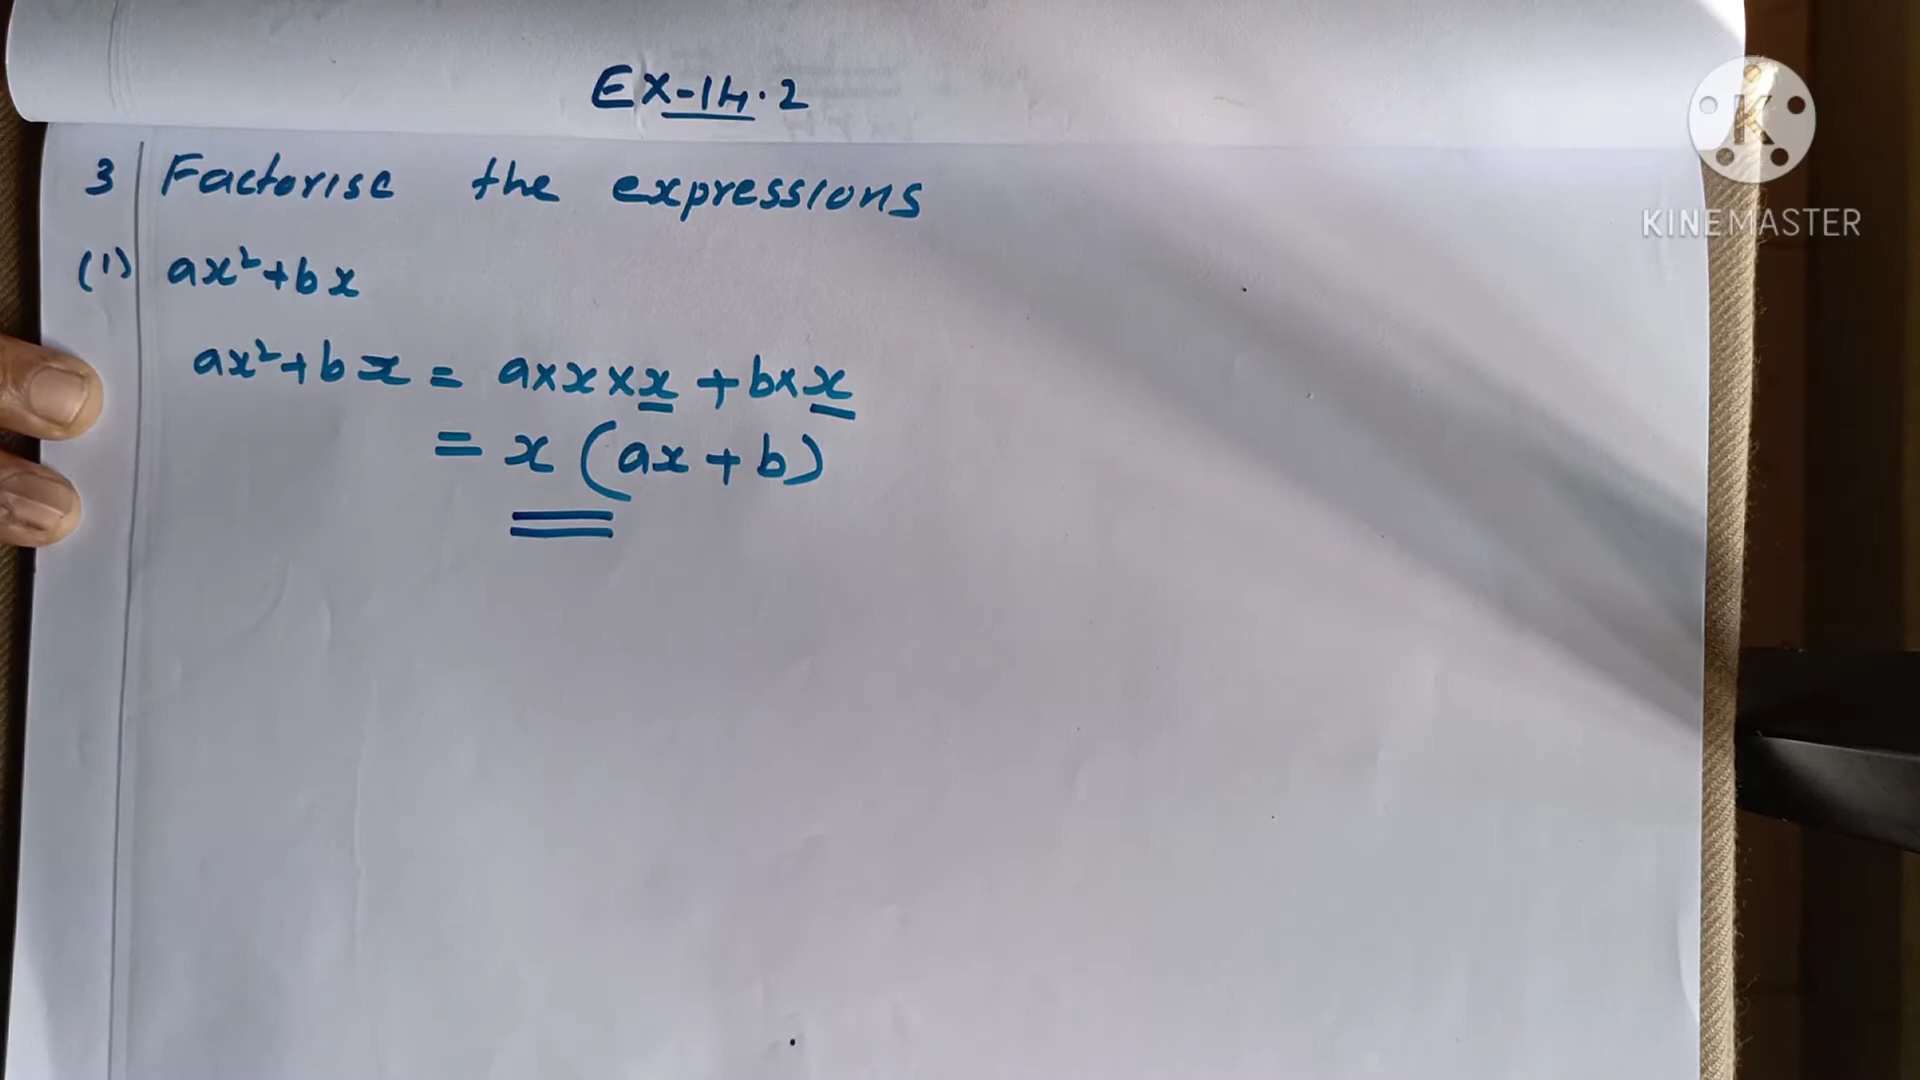 Ex-14.2
3 Factorise the expressions
(1) ax²+bx
ax²+bx = a×x×x + b×x
= x (ax + b)
K
KINEMASTER